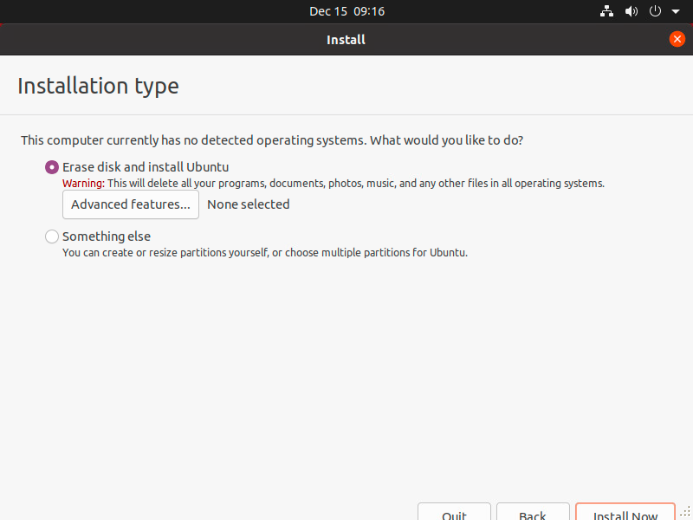 Dec 15 09:16
Install
Installation type
This computer currently has no detected operating systems. What would you like to do?
Erase disk and install Ubuntu
Warning: This will delete all your programs, documents, photos, music, and any other files in all operating systems.
Advanced features... None selected
Something else
You can create or resize partitions yourself, or choose multiple partitions for Ubuntu.
Quit Back Install Now